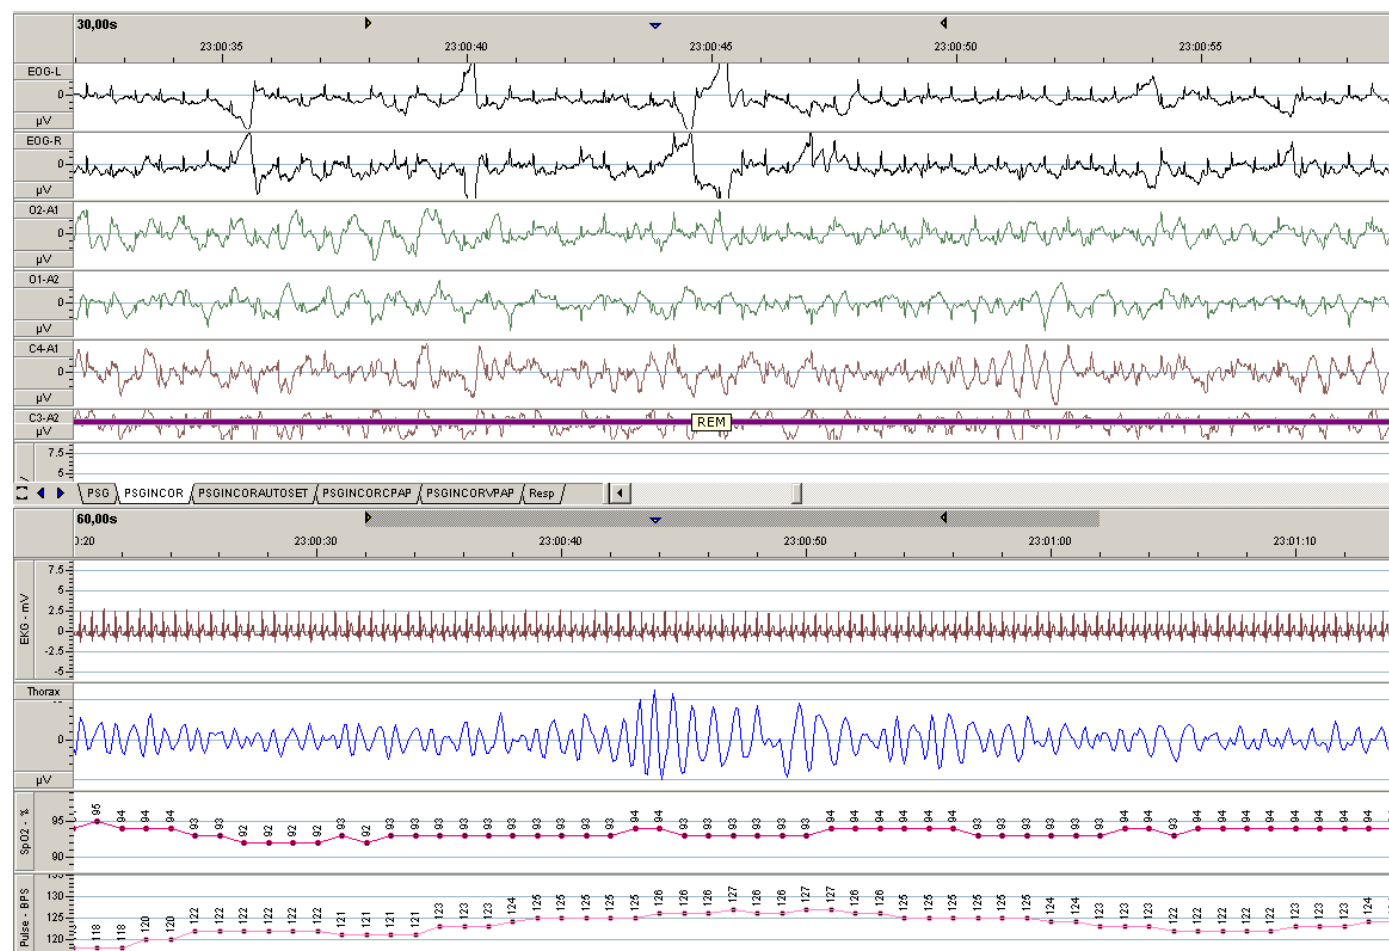 30,00s
23:00:35 23:00:40 23:00:45 23:00:50 23:00:55
EOG-L
0
µV
EOG-R
0
µV
O2-A1
0
µV
O1-A2
0
µV
C4-A1
0
µV
C3-A2
µV
REM
7.5
5
PSG PSGINCOR PSGINCORAUTOSET PSGINCORCPAP PSGINCORVPAP Resp
60,00s
0:20 23:00:30 23:00:40 23:00:50 23:01:00 23:01:10
EKG - mV
7.5
5
2.5
0
-2.5
-5
Thorax
0
µV
SpO2 - %
95
90
95 94 94 94 93 93 92 92 92 92 93 92 93 93 93 93 93 93 93 93 93 93 94 94 93 93 93 93 93 93 94 94 94 94 94 94 93 93 93 93 93 93 94 94 93 94 94 94 94 94 94 94 94 94
Pulse - BPS
130
125
120
118 118 120 120 122 122 122 122 122 122 121 121 121 121 123 123 123 124 125 125 125 125 125 126 126 126 127 126 126 127 127 126 126 125 125 125 125 125 125 124 124 123 123 123 122 122 122 122 122 123 123 123 124